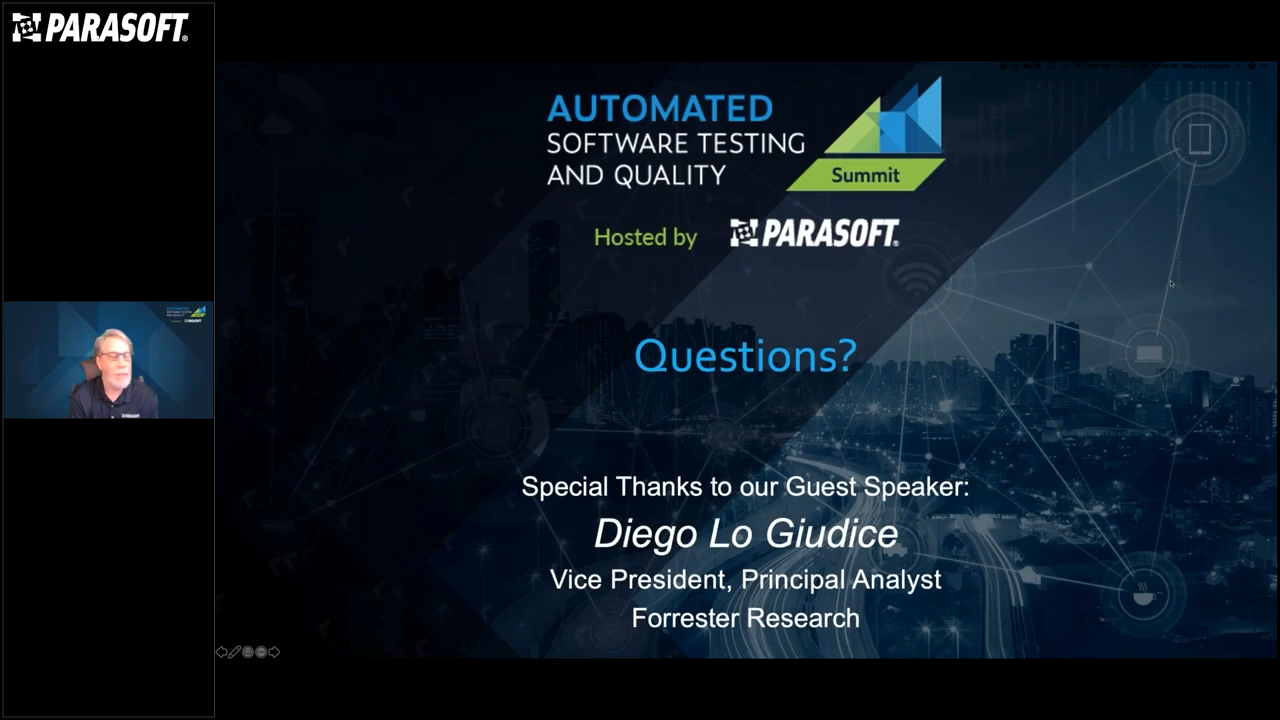 PARASOFT
AUTOMATED
SOFTWARE TESTING
AND QUALITY
Summit
Hosted by
PARASOFT
Questions?
Special Thanks to our Guest Speaker:
Diego Lo Giudice
Vice President, Principal Analyst
Forrester Research